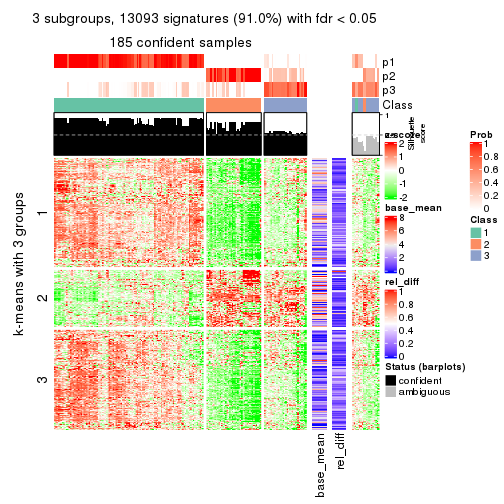 3 subgroups, 13093 signatures (91.0%) with fdr < 0.05
185 confident samples
p1
p2
p3
Class
1
Silhouette
score
k-means with 3 groups
1
2
3
base_mean
rel_diff
z-score
2
1
0
-1
-2
base_mean
8
6
4
2
0
rel_diff
1
0.8
0.6
0.4
0.2
0
Status (barplots)
confident
ambiguous
Prob
1
0.8
0.6
0.4
0.2
0
Class
1
2
3